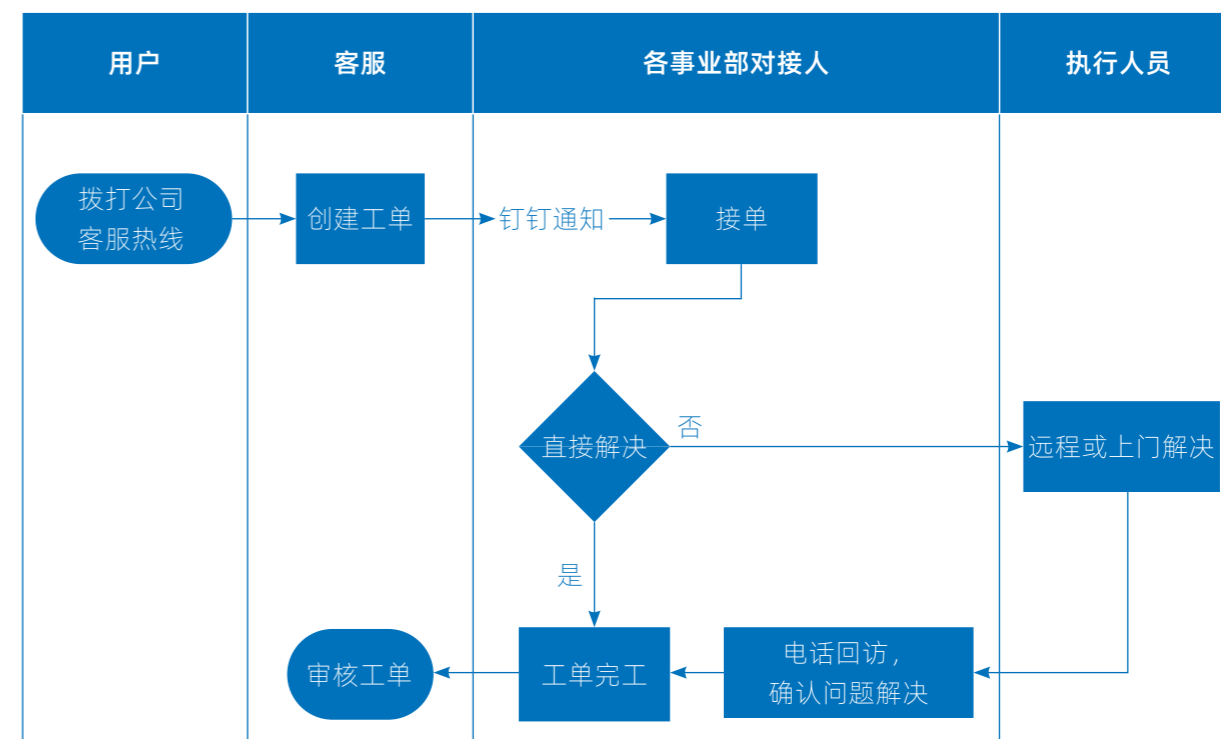 用户
客服
各事业部对接人
执行人员
拨打公司
客服热线
创建工单
钉钉通知
接单
直接解决
否
远程或上门解决
是
审核工单
工单完工
电话回访，
确认问题解决